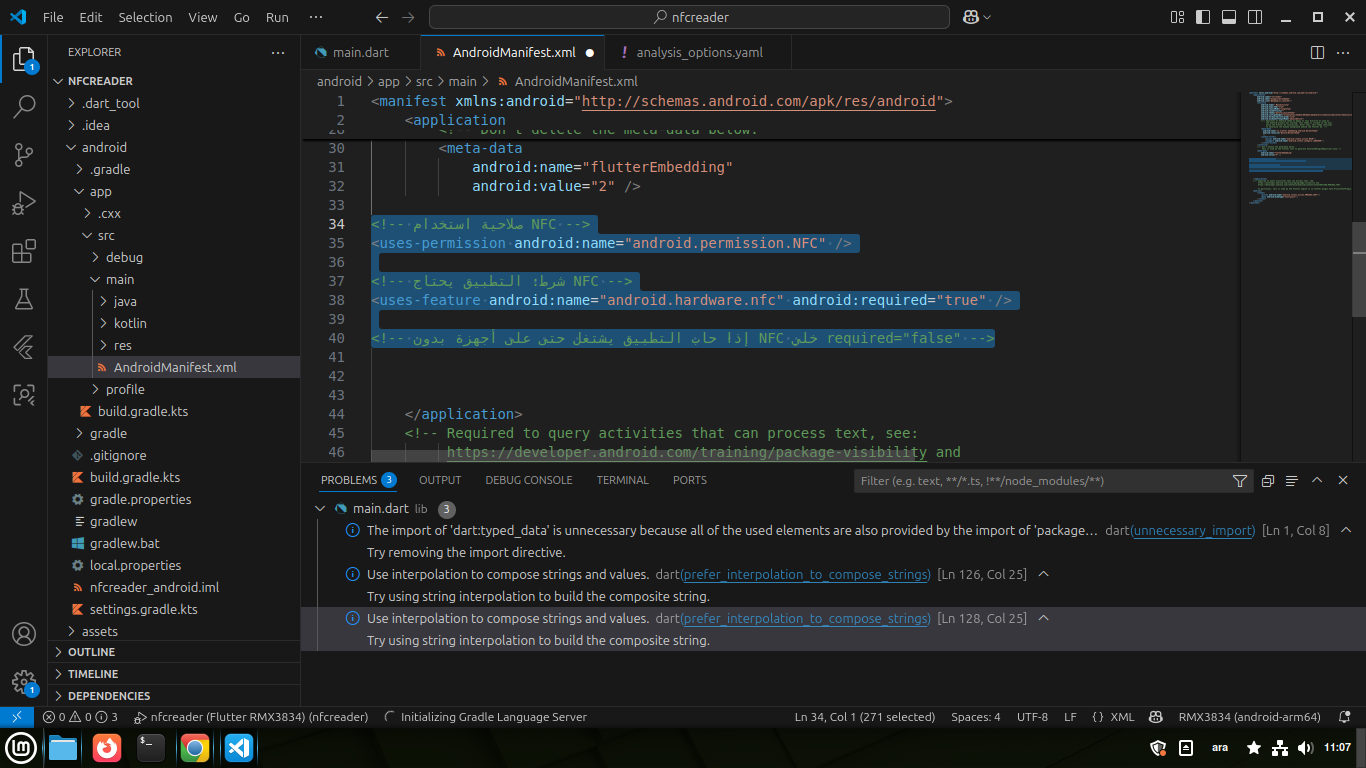 File Edit Selection View Go Run ···
nfcreader
EXPLORER
main.dart
AndroidManifest.xml
analysis_options.yaml
NFCREADER
android > app > src > main > AndroidManifest.xml
.dart_tool
.idea
android
.gradle
app
.cxx
src
debug
main
java
kotlin
res
AndroidManifest.xml
profile
build.gradle.kts
gradle
.gitignore
build.gradle.kts
gradle.properties
gradlew
gradlew.bat
local.properties
nfcreader_android.iml
settings.gradle.kts
assets
OUTLINE
TIMELINE
DEPENDENCIES
1 <manifest xmlns:android="http://schemas.android.com/apk/res/android">
2 <application
28 <!-- Don't delete the meta-data below.
30 <meta-data
31 android:name="flutterEmbedding"
32 android:value="2" />
33
34 <!-- صلاحية استخدام NFC -->
35 <uses-permission android:name="android.permission.NFC" />
36
37 <!-- شرط: التطبيق يحتاج NFC -->
38 <uses-feature android:name="android.hardware.nfc" android:required="true" />
39
40 <!-- إذا حاب التطبيق يشتغل حتى على أجهزة بدون NFC خلي required="false" -->
41
42
43
44 </application>
45 <!-- Required to query activities that can process text, see:
46 https://developer.android.com/training/package-visibility and
PROBLEMS 3 OUTPUT DEBUG CONSOLE TERMINAL PORTS
Filter (e.g. text, **/*.ts, !**/node_modules/**)
main.dart lib 3
The import of 'dart:typed_data' is unnecessary because all of the used elements are also provided by the import of 'package... dart(unnecessary_import) [Ln 1, Col 8]
Try removing the import directive.
Use interpolation to compose strings and values. dart(prefer_interpolation_to_compose_strings) [Ln 126, Col 25]
Try using string interpolation to build the composite string.
Use interpolation to compose strings and values. dart(prefer_interpolation_to_compose_strings) [Ln 128, Col 25]
Try using string interpolation to build the composite string.
0 0 3 nfcreader (Flutter RMX3834) (nfcreader) Initializing Gradle Language Server Ln 34, Col 1 (271 selected) Spaces: 4 UTF-8 LF {} XML RMX3834 (android-arm64)
ara 11:07